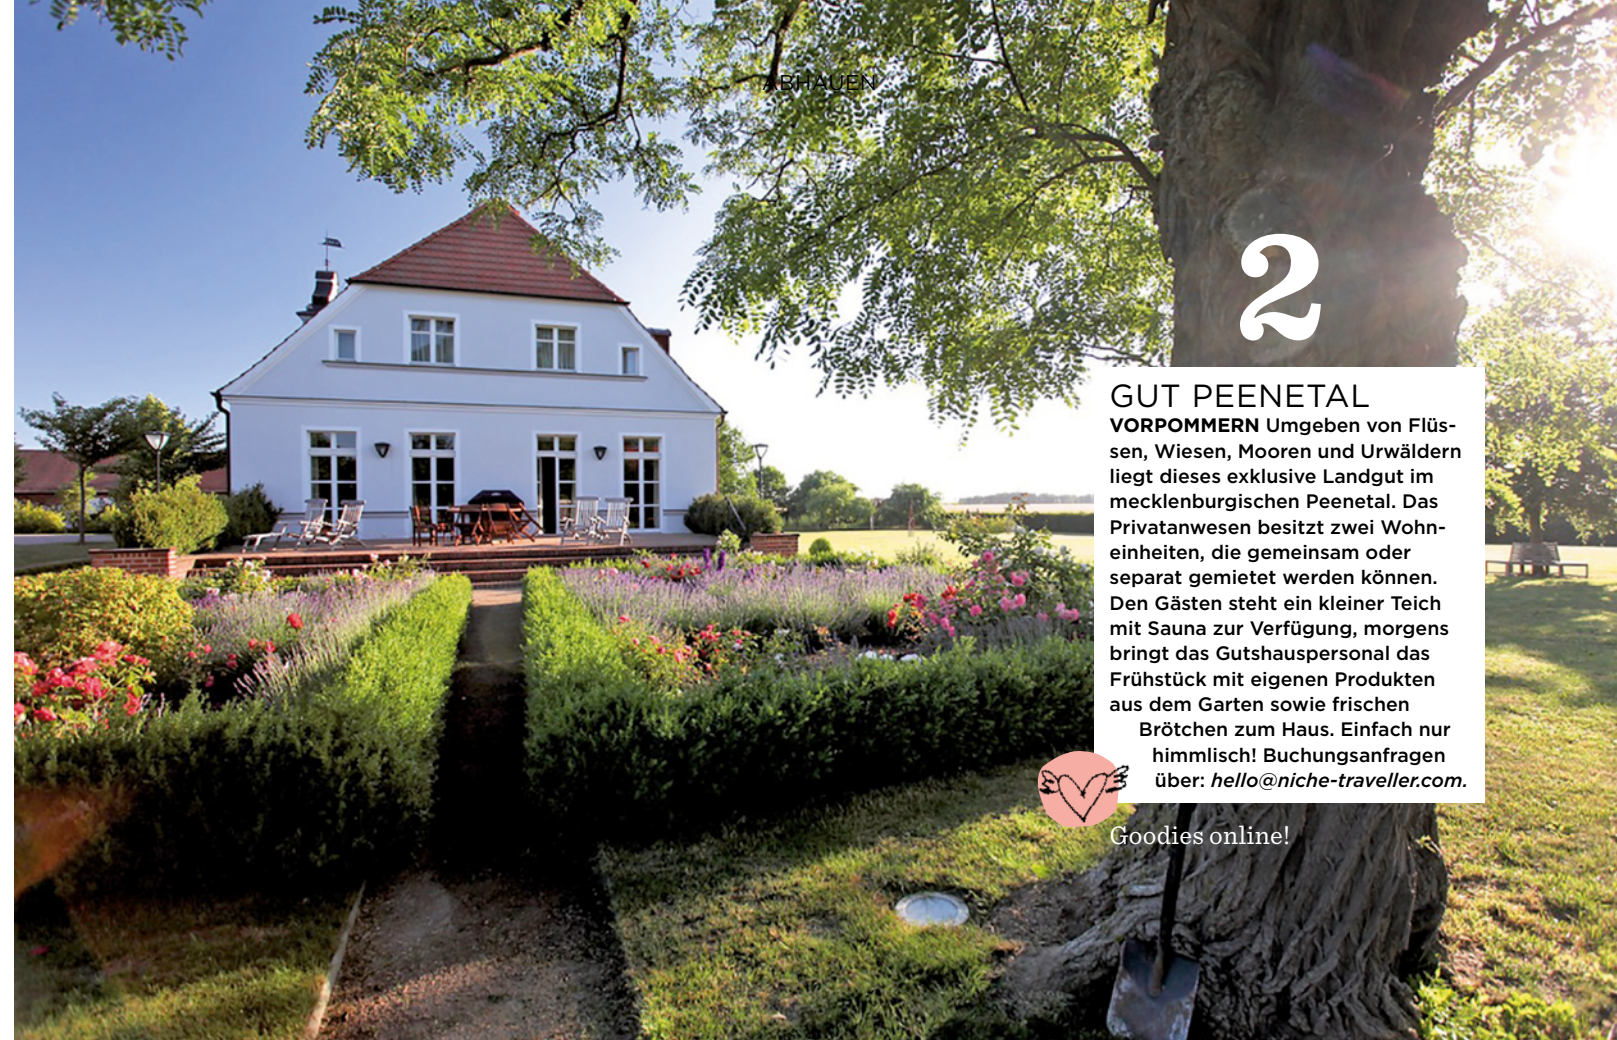 ABHAUEN
2
GUT PEENETAL
VORPOMMERN Umgeben von Flüs-
sen, Wiesen, Mooren und Urwäldern
liegt dieses exklusive Landgut im
mecklenburgischen Peenetal. Das
Privatanwesen besitzt zwei Wohn-
einheiten, die gemeinsam oder
separat gemietet werden können.
Den Gästen steht ein kleiner Teich
mit Sauna zur Verfügung, morgens
bringt das Gutshauspersonal das
Frühstück mit eigenen Produkten
aus dem Garten sowie frischen
Brötchen zum Haus. Einfach nur
himmlisch! Buchungsanfragen
über: hello@niche-traveller.com.
Goodies online!